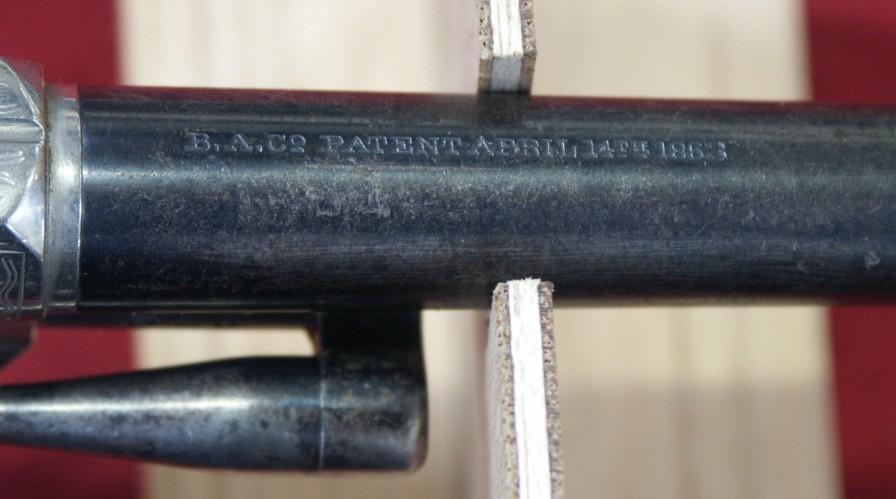 B.A.Cº PATENT APRIL 14TH 1863